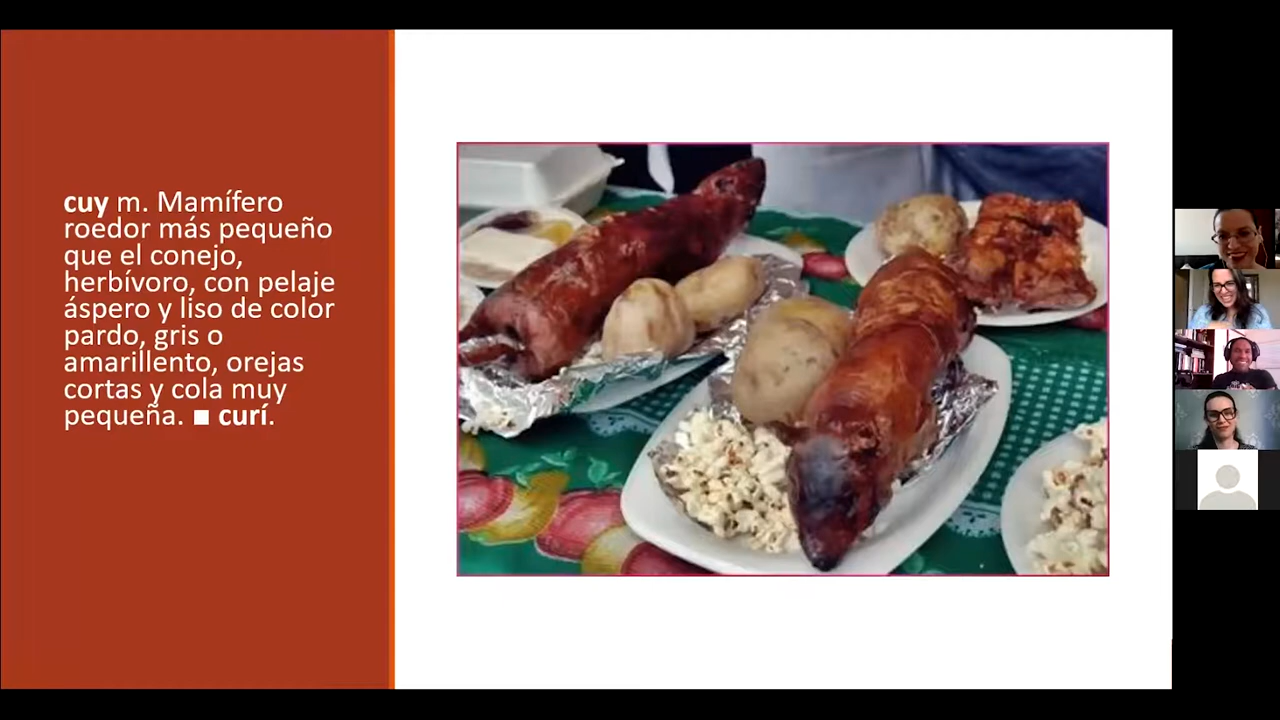 cuy m. Mamífero
roedor más pequeño
que el conejo,
herbívoro, con pelaje
áspero y liso de color
pardo, gris o
amarillento, orejas
cortas y cola muy
pequeña. ■ curí.